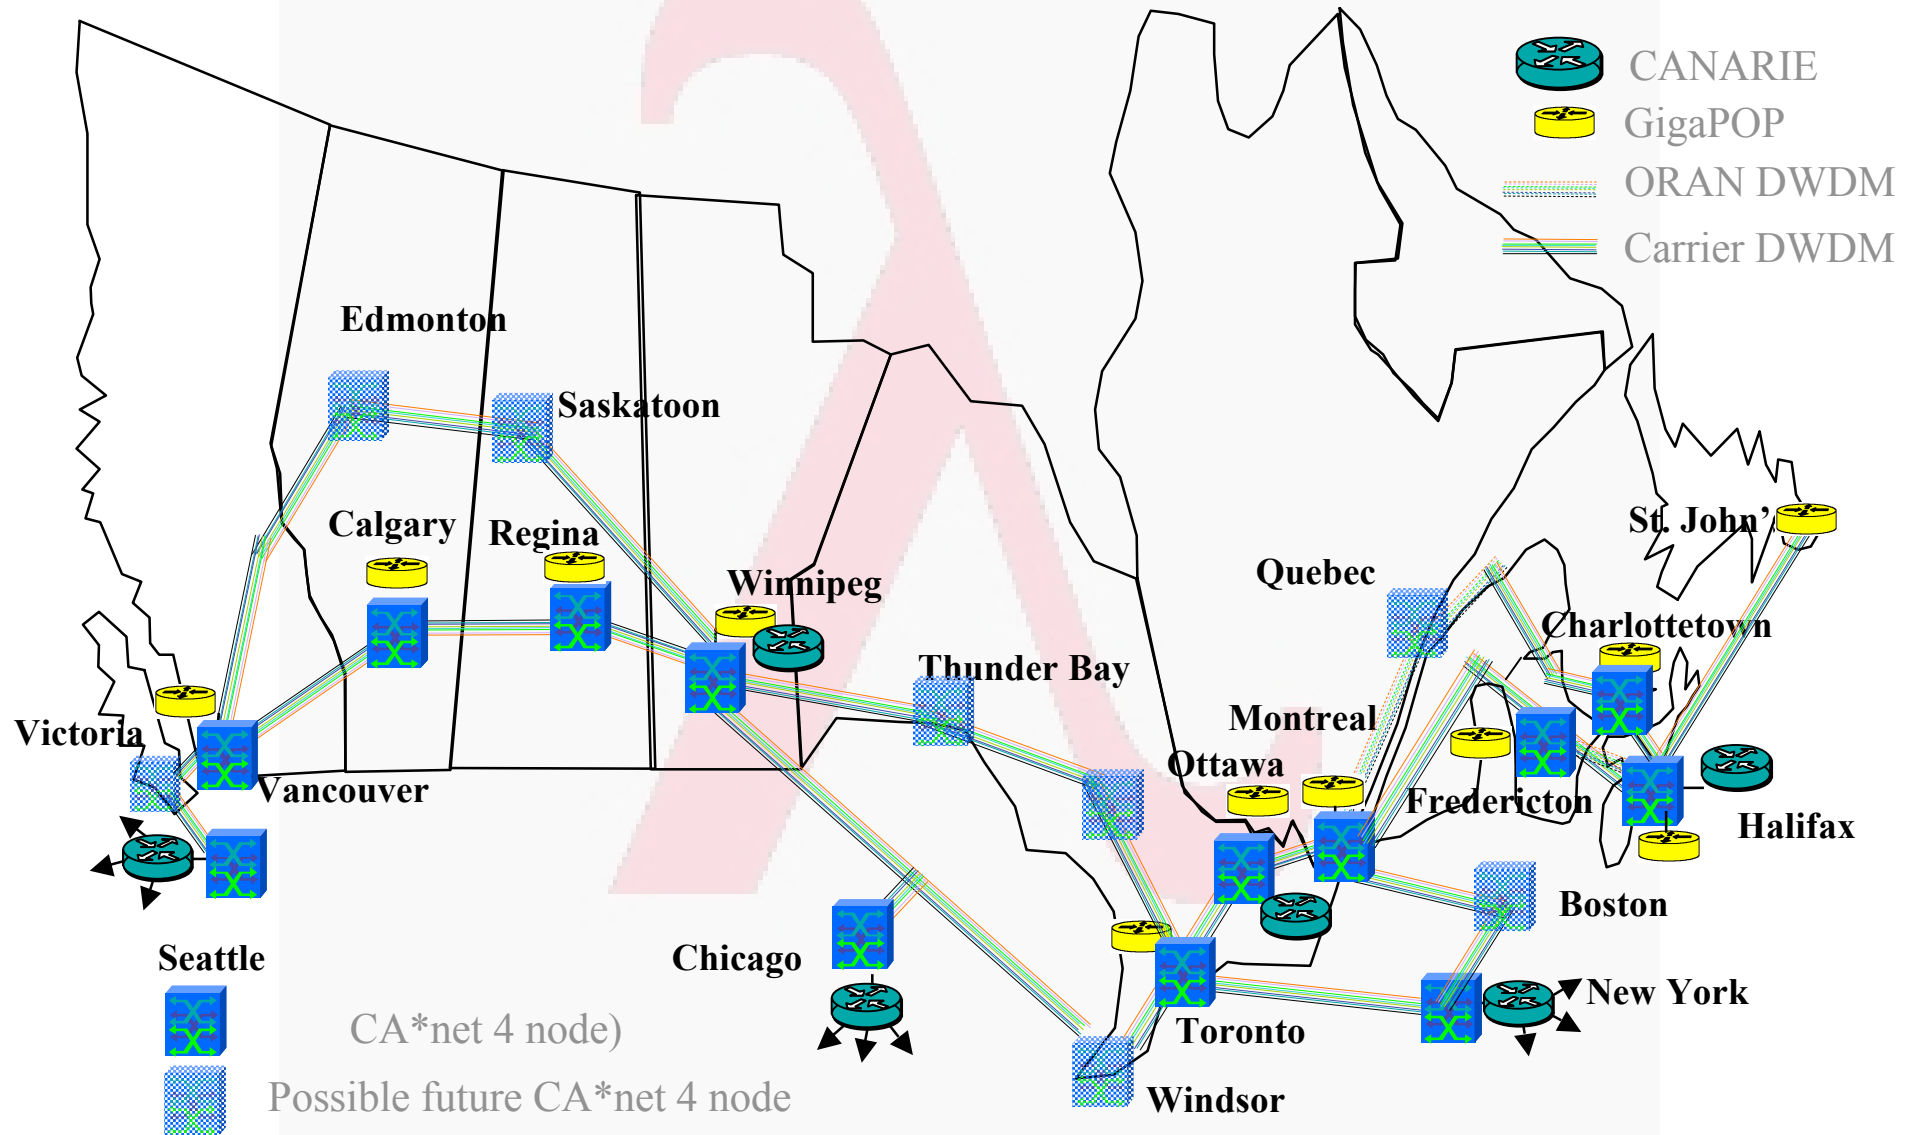 CANARIE
GigaPOP
ORAN DWDM
Carrier DWDM
Edmonton
Saskatoon
Calgary
Regina
St. John'
Winnipeg
Quebec
Charlottetown
Thunder Bay
Victoria
Montreal
Ottawa
Vancouver
Fredericton
Halifax
Boston
Seattle
Chicago
New York
CA*net 4 node)
Toronto
Possible future CA*net 4 node
Windsor